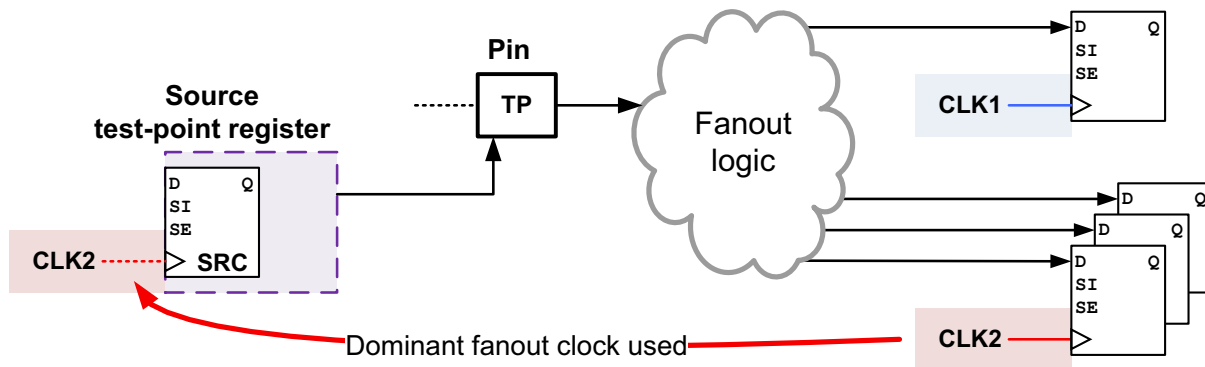 Pin
TP
Source
test-point register
D Q
SI
SE
SRC
CLK2
Fanout
logic
D Q
SI
SE
CLK1
D Q
D Q
D Q
SI
SE
CLK2
Dominant fanout clock used